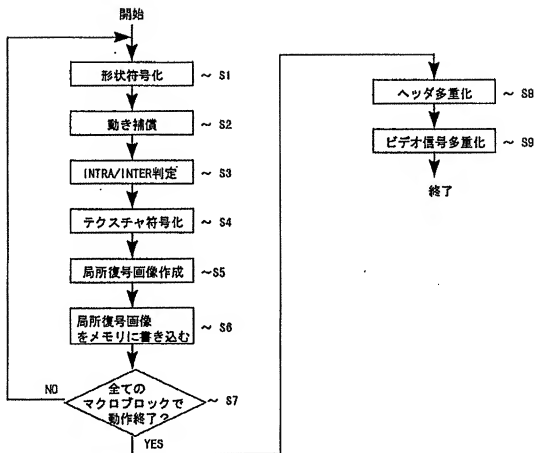 開始
形状符号化 ～ S1
動き補償 ～ S2
INTRA/INTER判定 ～ S3
テクスチャ符号化 ～ S4
局所復号画像作成 ～S5
局所復号画像
をメモリに書き込む ～ S6
全ての
マクロブロックで
動作終了？ ～ S7
NO
YES
ヘッダ多重化 ～ S8
ビデオ信号多重化 ～ S9
終了